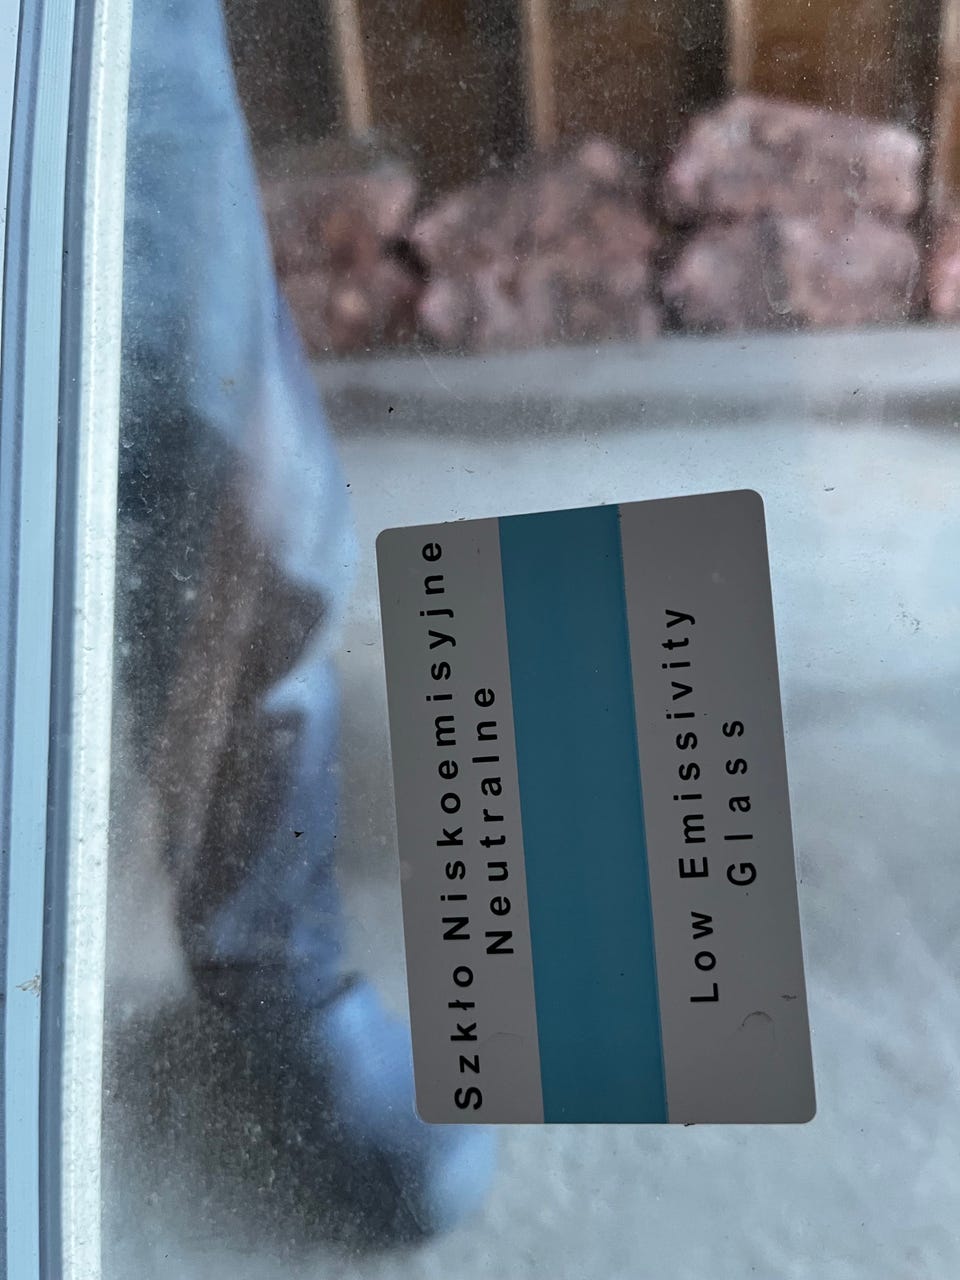 Szkło Niskoemisyjne
Neutralne
Low Emissivity
Glass